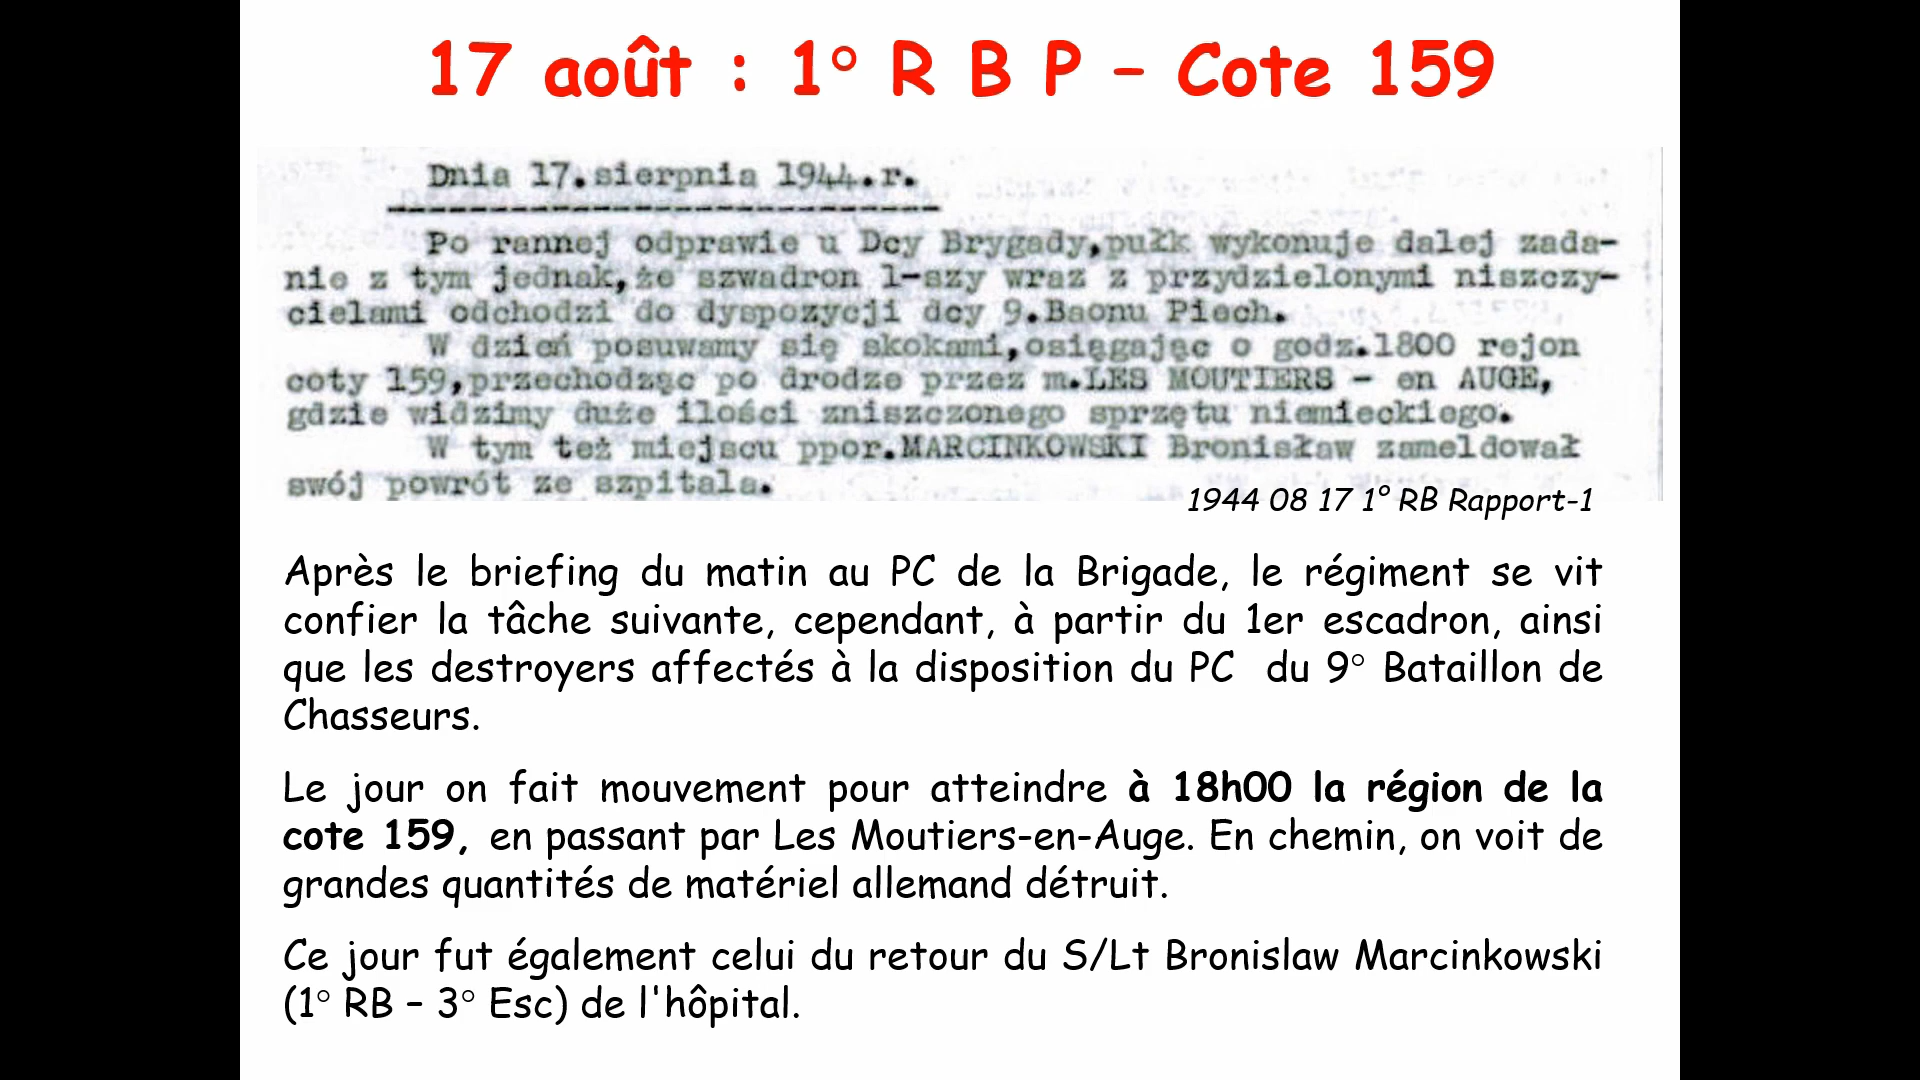 17 août : 1° R B P – Cote 159
Dnia 17.sierpnia 1944.r.
Po rannej odprawie u Dcy Brygady,pułk wykonuje dalej zada-
nie z tym jednak,że szwadron 1-szy wraz z przydzielonymi niszczy-
cielami odchodzi do dyspozycji dcy 9.Baonu Piech.
W dzień posuwamy się skokami,osięgając o godz.1800 rejon
coty 159,przechodząc po drodze przez m.LES MOUTIERS - en AUGE,
gdzie widzimy duże ilości zniszczonego sprzętu niemieckiego.
W tym też miejscu ppor.MARCINKOWSKI Bronisław zameldował
swój powrót ze szpitala.
1944 08 17 1° RB Rapport-1
Après le briefing du matin au PC de la Brigade, le régiment se vit
confier la tâche suivante, cependant, à partir du 1er escadron, ainsi
que les destroyers affectés à la disposition du PC du 9° Bataillon de
Chasseurs.
Le jour on fait mouvement pour atteindre à 18h00 la région de la
cote 159, en passant par Les Moutiers-en-Auge. En chemin, on voit de
grandes quantités de matériel allemand détruit.
Ce jour fut également celui du retour du S/Lt Bronislaw Marcinkowski
(1° RB – 3° Esc) de l'hôpital.